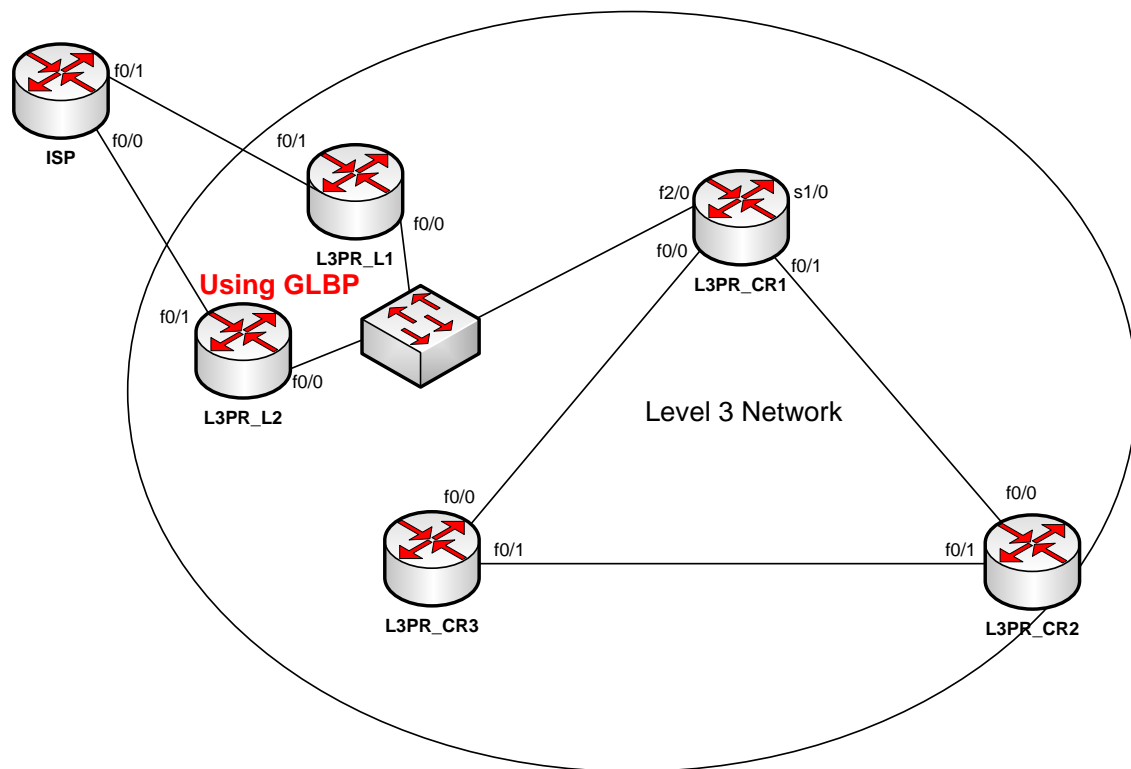 f0/1
ISP
f0/0
f0/1
L3PR_L1
f0/0
Using GLBP
f0/1
L3PR_L2
f0/0
f2/0
s1/0
f0/0
f0/1
L3PR_CR1
Level 3 Network
f0/0
f0/1
L3PR_CR3
f0/0
f0/1
L3PR_CR2